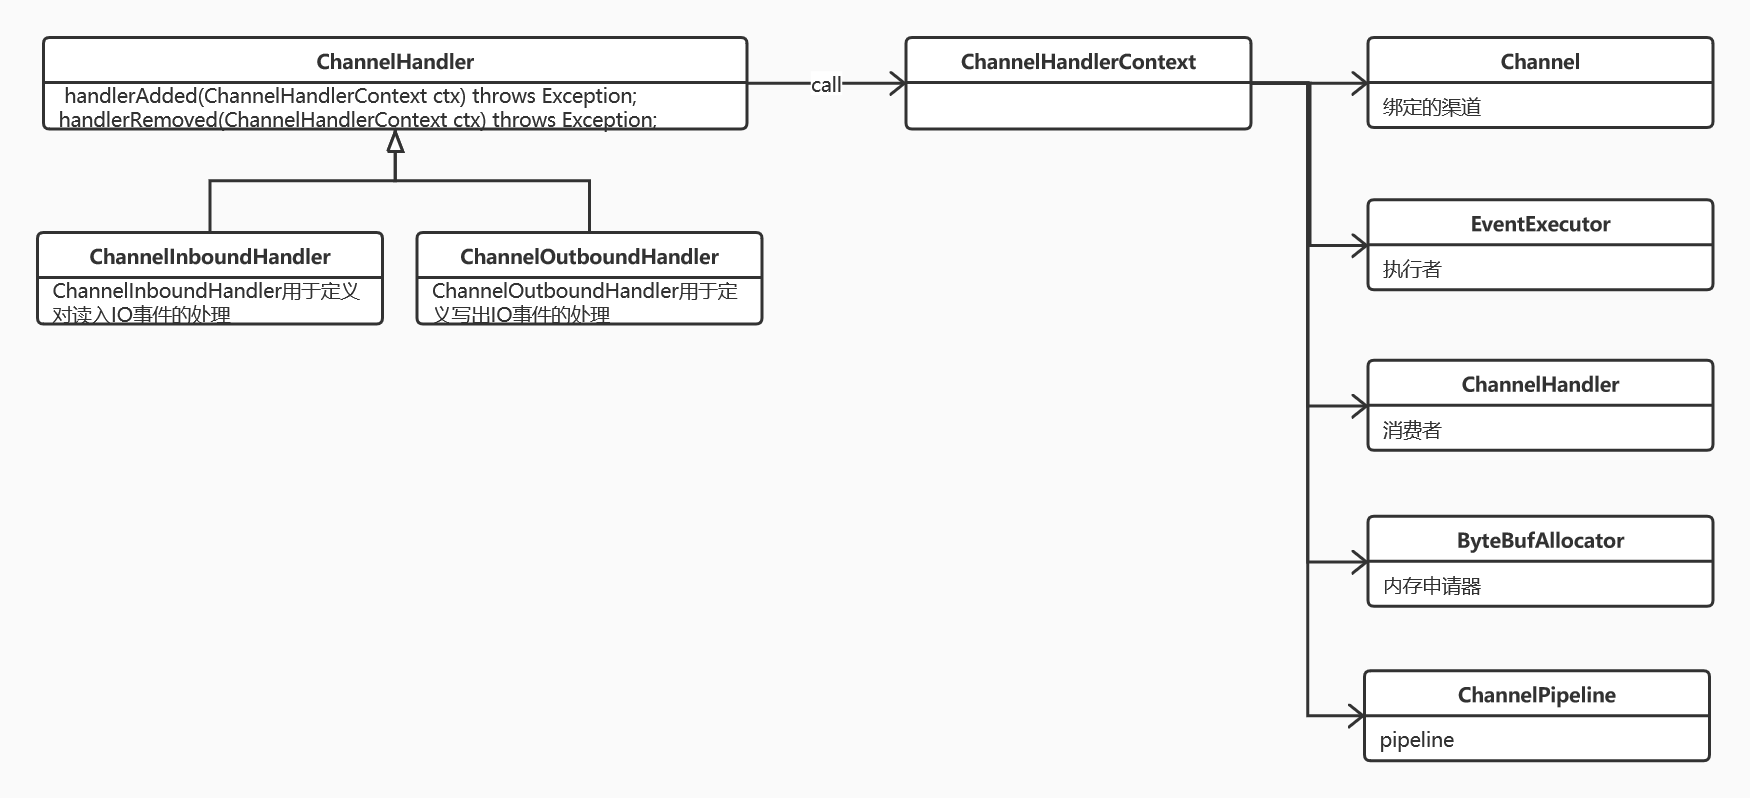 ChannelHandler
handlerAdded(ChannelHandlerContext ctx) throws Exception;
handlerRemoved(ChannelHandlerContext ctx) throws Exception;
call
ChannelHandlerContext
ChannelInboundHandler
ChannelInboundHandler用于定义
对读入IO事件的处理
ChannelOutboundHandler
ChannelOutboundHandler用于定
义写出IO事件的处理
Channel
绑定的渠道
EventExecutor
执行者
ChannelHandler
消费者
ByteBufAllocator
内存申请器
ChannelPipeline
pipeline